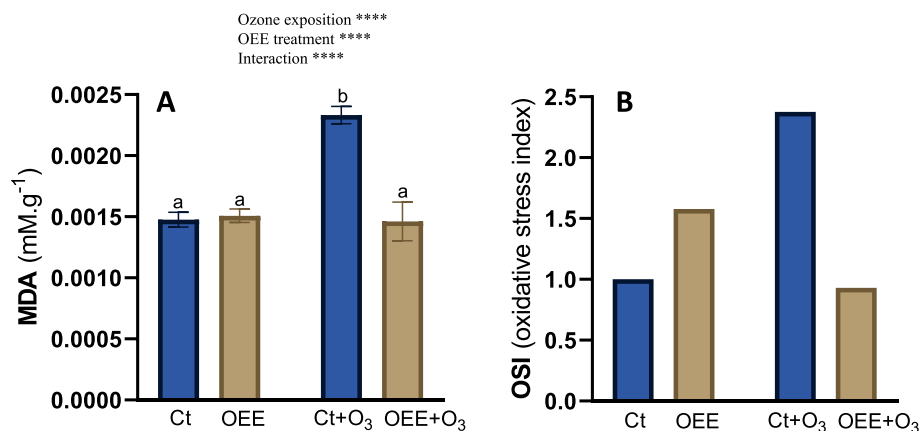 Ozone exposition ****
OEE treatment ****
Interaction ****
A
MDA (mM.g⁻¹)
0.0025
0.0020
0.0015
0.0010
0.0005
0.0000
a
a
b
a
Ct
OEE
Ct+O₃
OEE+O₃
B
OSI (oxidative stress index)
2.5
2.0
1.5
1.0
0.5
0.0
Ct
OEE
Ct+O₃
OEE+O₃